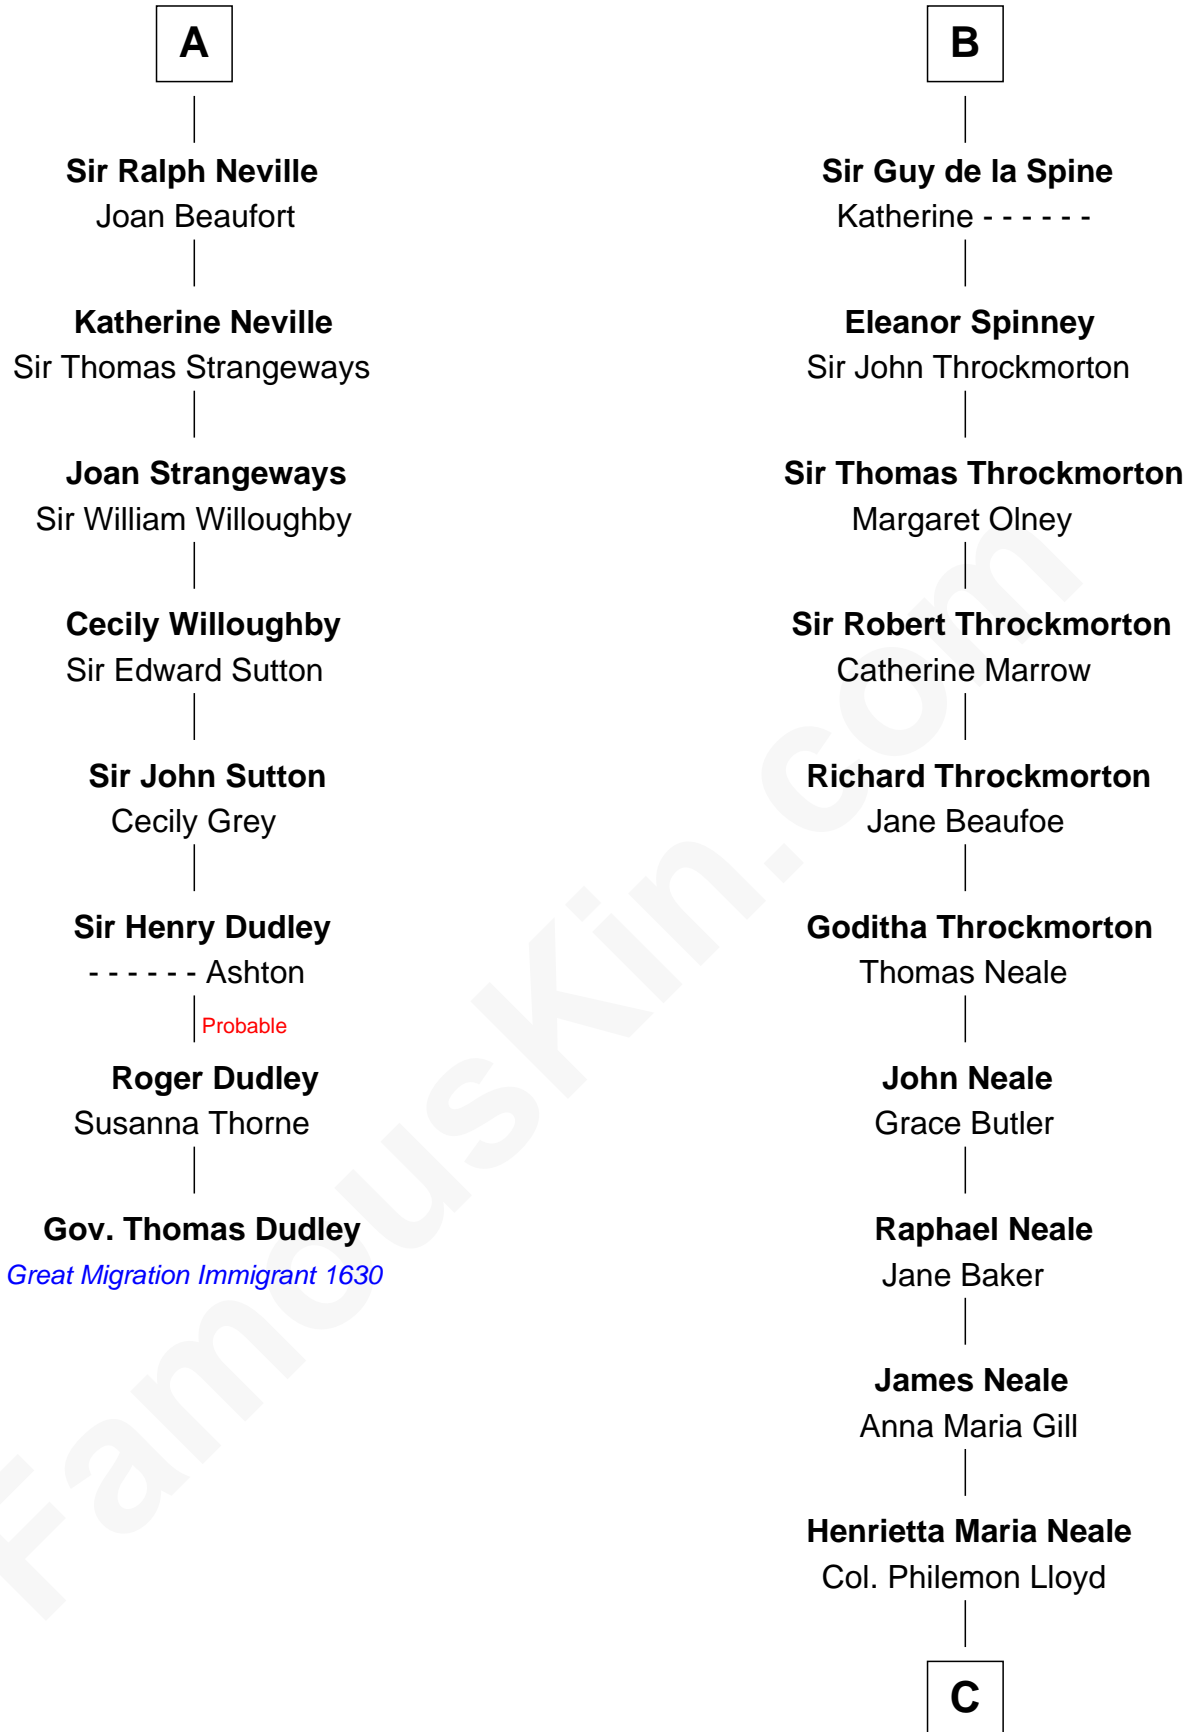 A
Sir Ralph Neville
Joan Beaufort
Katherine Neville
Sir Thomas Strangeways
Joan Strangeways
Sir William Willoughby
Cecily Willoughby
Sir Edward Sutton
Sir John Sutton
Cecily Grey
Sir Henry Dudley
- - - - - - Ashton
Probable
Roger Dudley
Susanna Thorne
Gov. Thomas Dudley
Great Migration Immigrant 1630
B
Sir Guy de la Spine
Katherine - - - - - -
Eleanor Spinney
Sir John Throckmorton
Sir Thomas Throckmorton
Margaret Olney
Sir Robert Throckmorton
Catherine Marrow
Richard Throckmorton
Jane Beaufoe
Goditha Throckmorton
Thomas Neale
John Neale
Grace Butler
Raphael Neale
Jane Baker
James Neale
Anna Maria Gill
Henrietta Maria Neale
Col. Philemon Lloyd
C
FamousKin.com